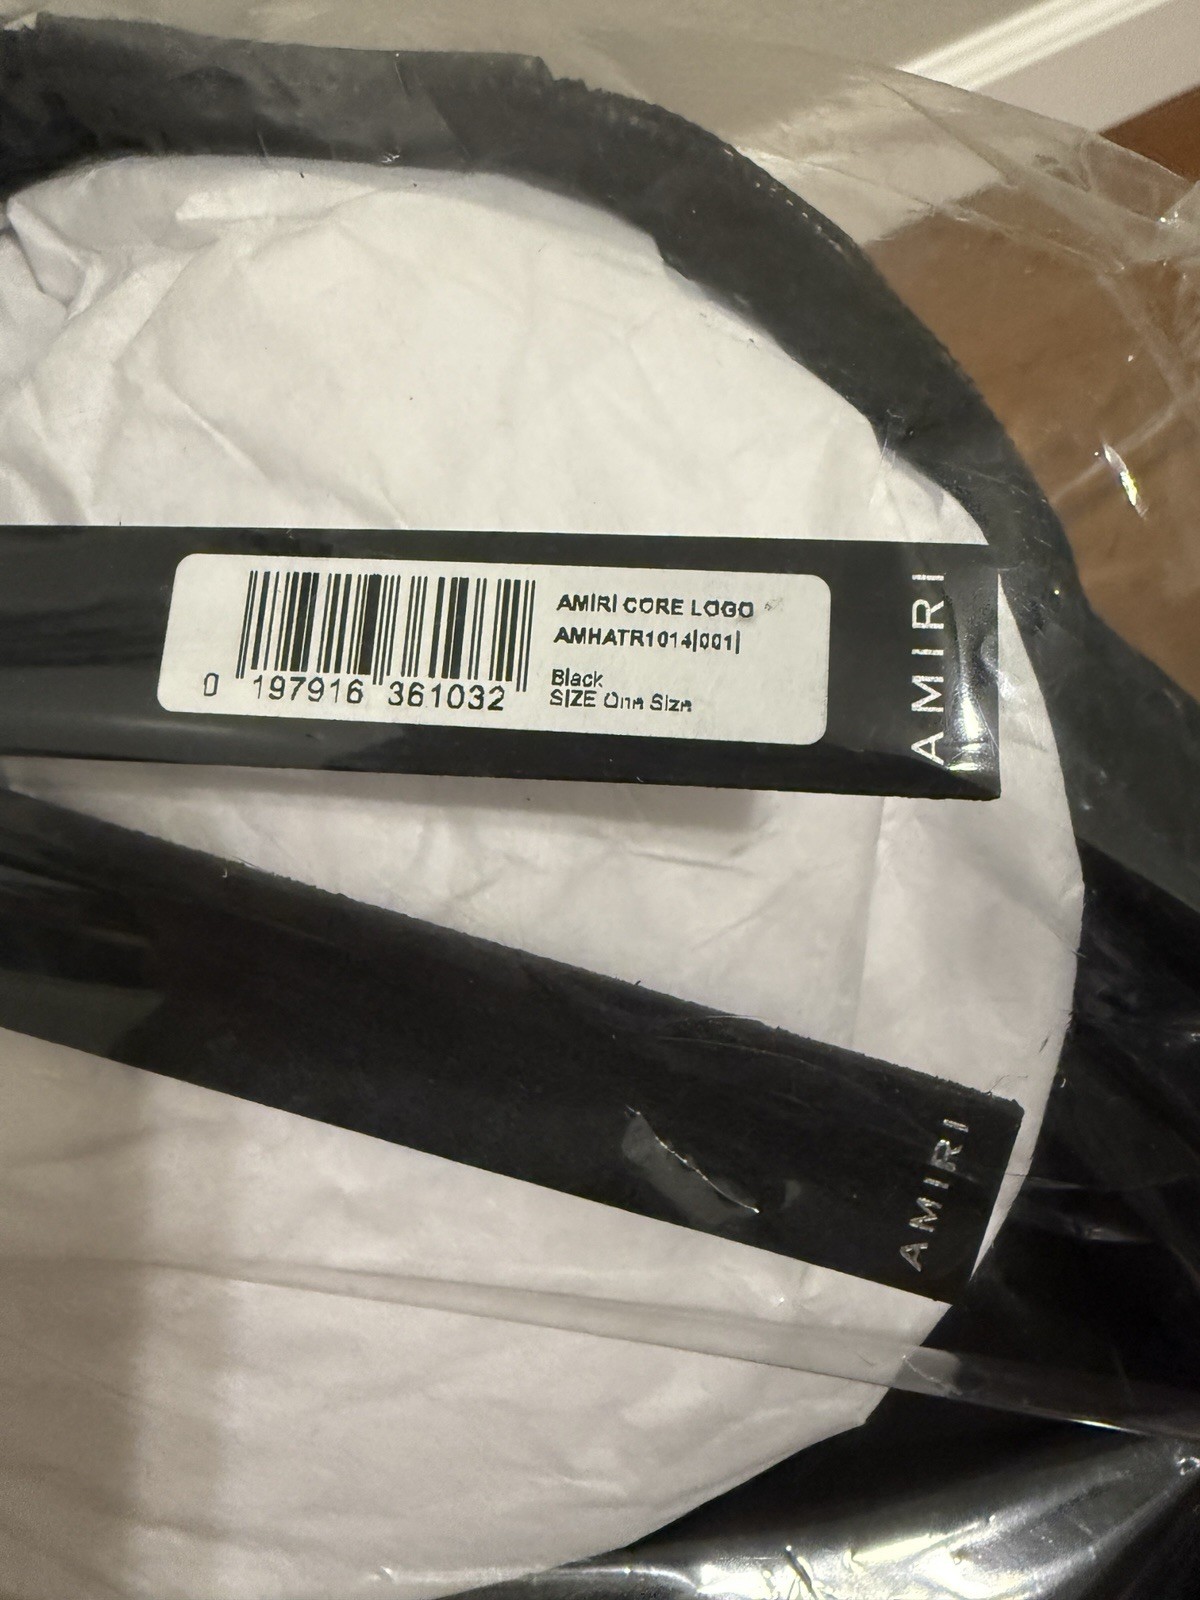 AMIRI CORE LOGO
AMHATR1014|001|
Black
SIZE One Size
0 197916 361032
AMIRI
AMIRI